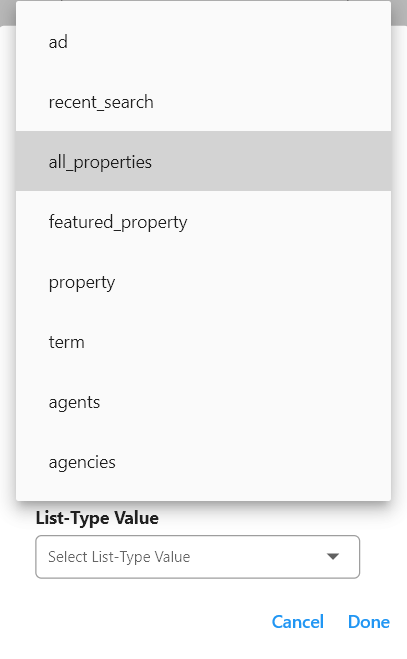 ad
recent_search
all_properties
featured_property
property
term
agents
agencies
List-Type Value
Select List-Type Value
Cancel Done